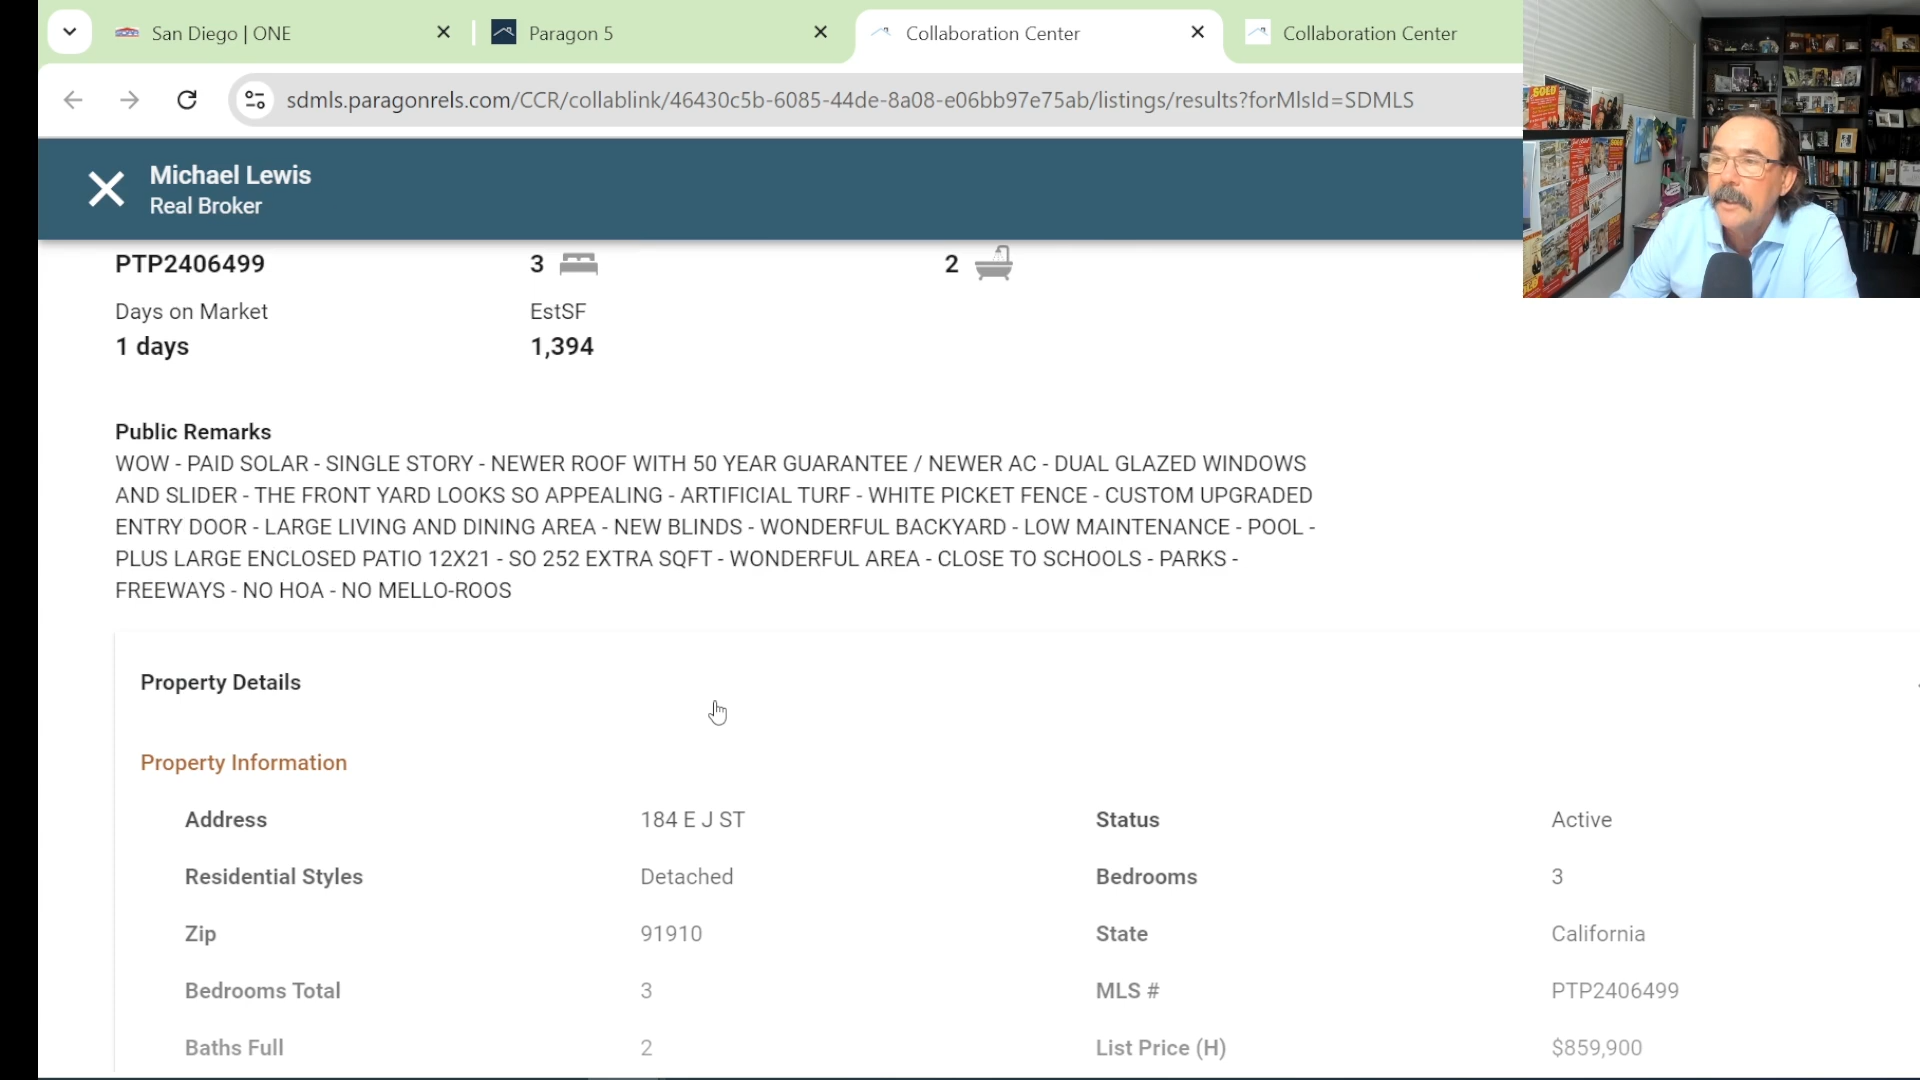 San Diego | ONE
Paragon 5
Collaboration Center
Collaboration Center
sdmls.paragonrels.com/CCR/collablink/46430c5b-6085-44de-8a08-e06bb97e75ab/listings/results?forMlsId=SDMLS
SOLD
Michael Lewis
Real Broker
PTP2406499
3
2
Days on Market
EstSF
1 days
1,394
Public Remarks
WOW - PAID SOLAR - SINGLE STORY - NEWER ROOF WITH 50 YEAR GUARANTEE / NEWER AC - DUAL GLAZED WINDOWS
AND SLIDER - THE FRONT YARD LOOKS SO APPEALING - ARTIFICIAL TURF - WHITE PICKET FENCE - CUSTOM UPGRADED
ENTRY DOOR - LARGE LIVING AND DINING AREA - NEW BLINDS - WONDERFUL BACKYARD - LOW MAINTENANCE - POOL -
PLUS LARGE ENCLOSED PATIO 12X21 - SO 252 EXTRA SQFT - WONDERFUL AREA - CLOSE TO SCHOOLS - PARKS -
FREEWAYS - NO HOA - NO MELLO-ROOS
Property Details
Property Information
Address 184 E J ST Status Active
Residential Styles Detached Bedrooms 3
Zip 91910 State California
Bedrooms Total 3 MLS # PTP2406499
Baths Full 2 List Price (H) $859,900